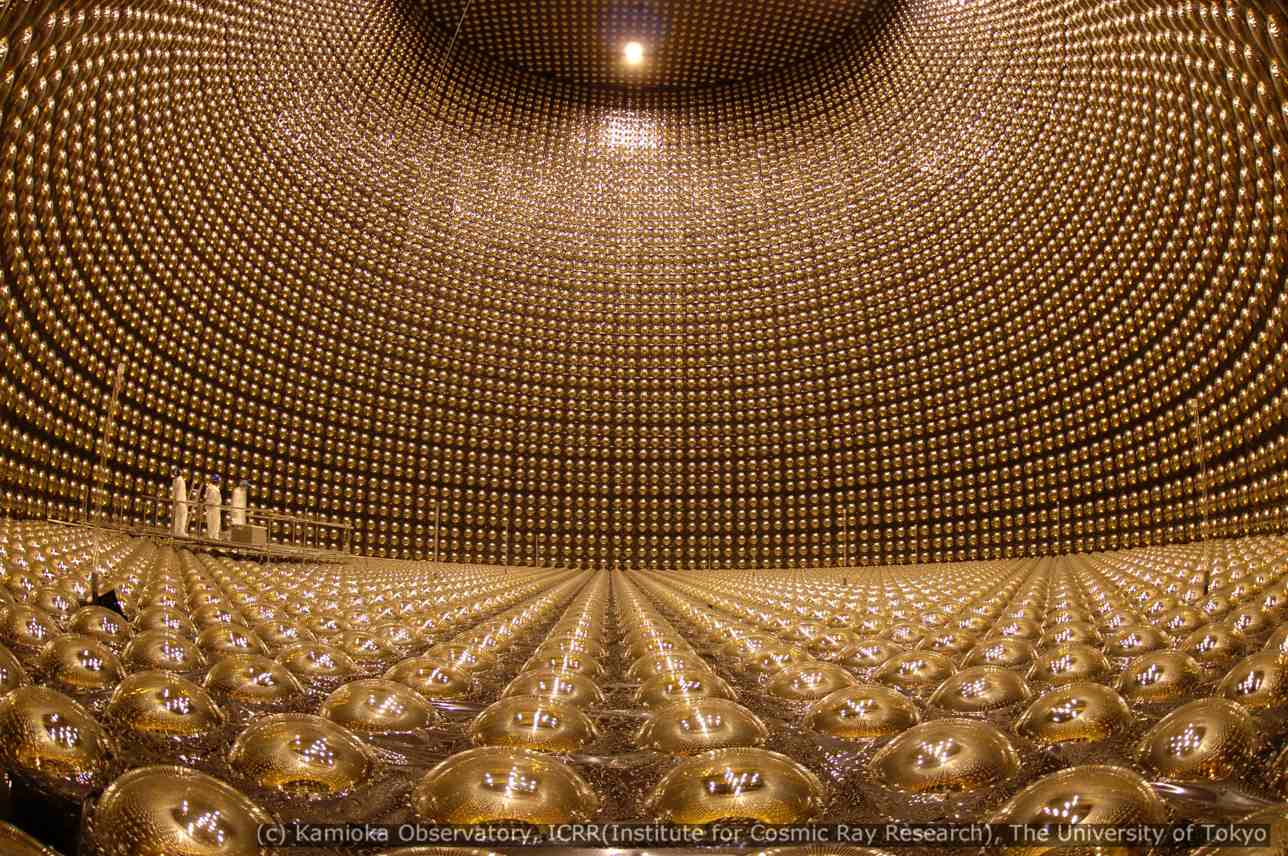 (c) Kamioka Observatory, ICRR(Institute for Cosmic Ray Research), The University of Tokyo